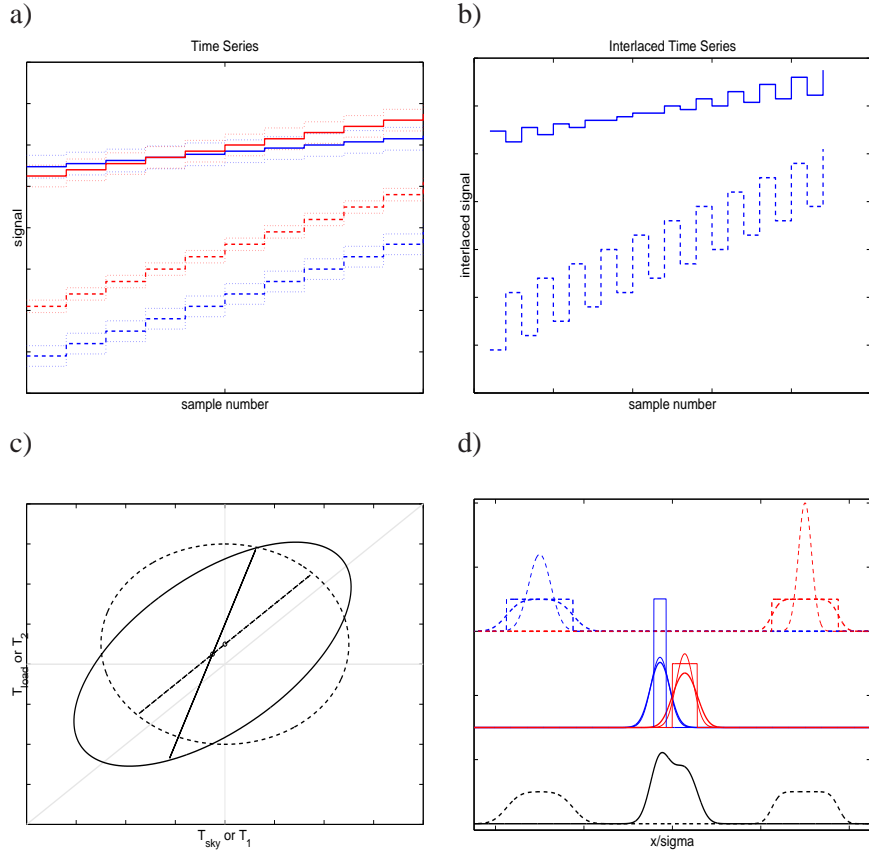 a)
Time Series
signal
sample number
b)
Interlaced Time Series
interlaced signal
sample number
c)
T_load or T_2
T_sky or T_1
d)
x/sigma